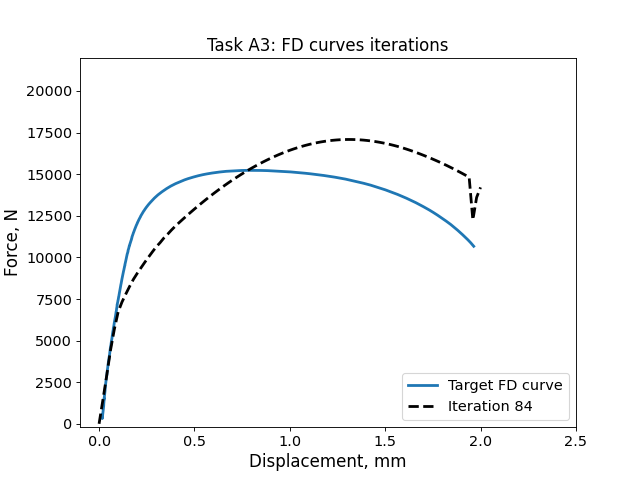 Task A3: FD curves iterations
Force, N
20000
17500
15000
12500
10000
7500
5000
2500
0
0.0 0.5 1.0 1.5 2.0 2.5
Displacement, mm
Target FD curve
Iteration 84